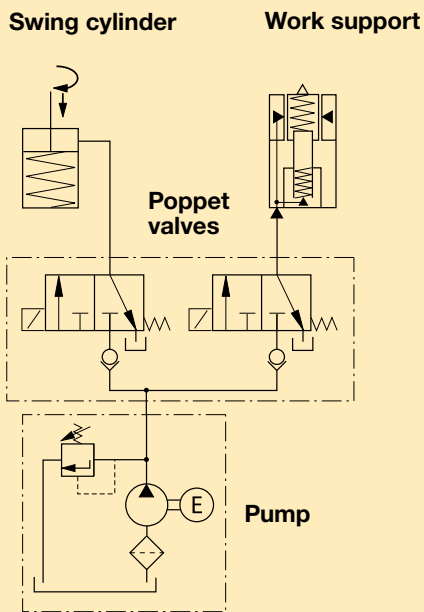 Swing cylinder
Work support
Poppet
valves
E
Pump